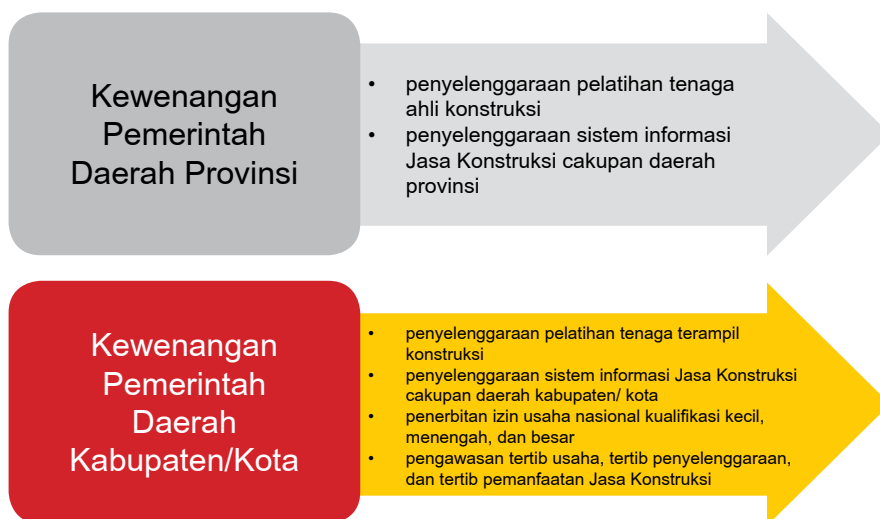 Kewenangan
Pemerintah
Daerah Provinsi
• penyelenggaraan pelatihan tenaga
ahli konstruksi
• penyelenggaraan sistem informasi
Jasa Konstruksi cakupan daerah
provinsi
Kewenangan
Pemerintah
Daerah
Kabupaten/Kota
• penyelenggaraan pelatihan tenaga terampil
konstruksi
• penyelenggaraan sistem informasi Jasa Konstruksi
cakupan daerah kabupaten/ kota
• penerbitan izin usaha nasional kualifikasi kecil,
menengah, dan besar
• pengawasan tertib usaha, tertib penyelenggaraan,
dan tertib pemanfaatan Jasa Konstruksi